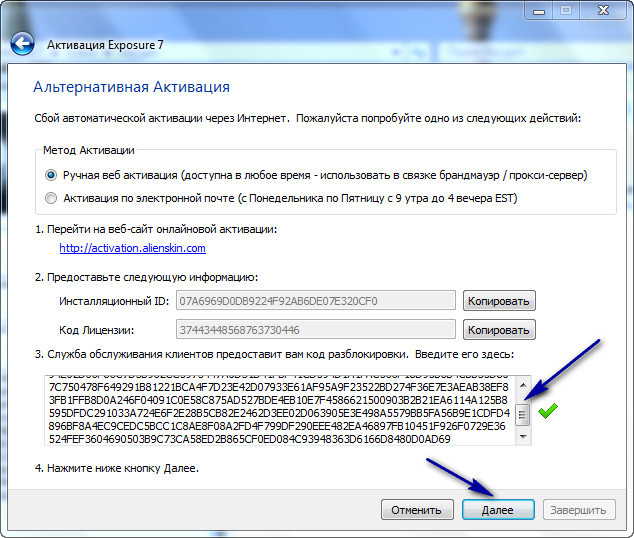 Активация Exposure 7
Альтернативная Активация
Сбой автоматической активации через Интернет. Пожалуйста попробуйте одно из следующих действий:
Метод Активации
Ручная веб активация (доступна в любое время - использовать в связке брандмауэр / прокси-сервер)
Активация по электронной почте (с Понедельника по Пятницу с 9 утра до 4 вечера EST)
1. Перейти на веб-сайт онлайновой активации:
http://activation.alienskin.com
2. Предоставьте следующую информацию:
Инсталляционный ID: 07A6969D0DB9224F92AB6DE07E320CF0 Копировать
Код Лицензии: 37443448568763730446 Копировать
3. Служба обслуживания клиентов предоставит вам код разблокировки. Введите его здесь:
7C750478F649291B81221BCA4F7D23E42D07933E61AF95A9F23522BD274F36E7E3AEAB38EF8
3FB1FFB8D0A246F04091C0E58C875AD527BDE4EB10E7F4586621500903B2B21EA6114A125B8
595DFDC291033A724E6F2E28B5CB82E2462D3EE02D063905E3E498A5579BB5FA56B9E1CDFD4
896BF8A4EC9CEDC5BCC1C8AE8F08A2FD4F799DF290EEE482EA46897FB10451F926F0729E36
524FEF3604690503B9C73CA58ED2B865CF0ED084C93948363D6166D8480D0AD69
4. Нажмите ниже кнопку Далее.
Отменить Далее Завершить